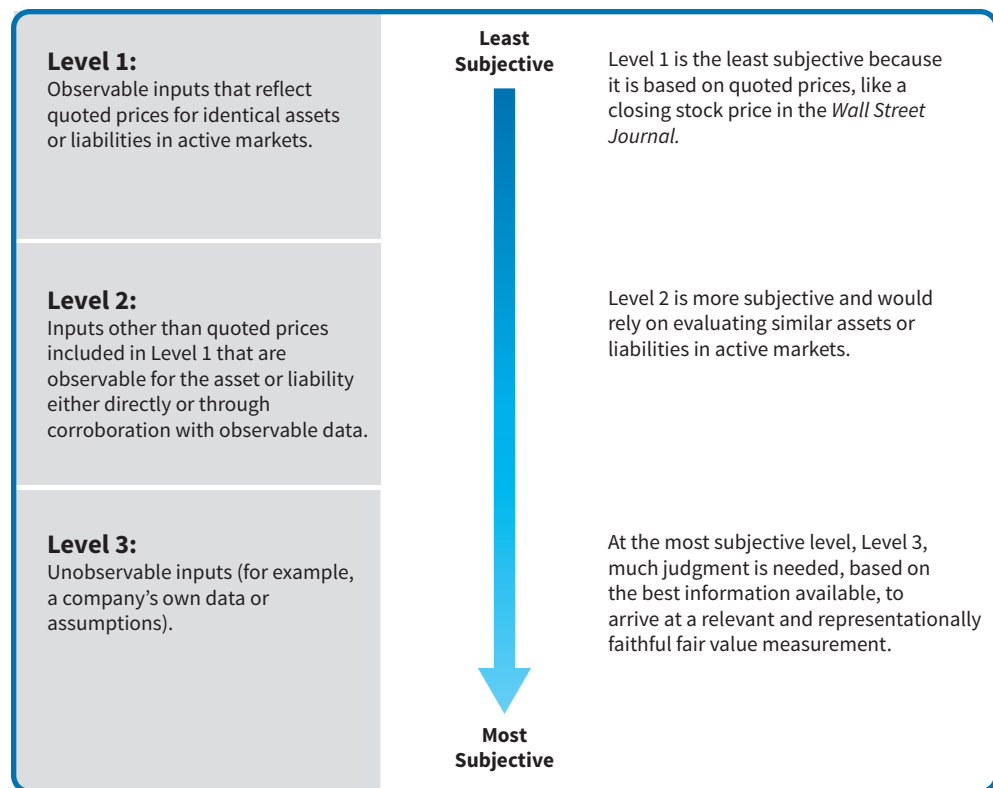 Level 1:
Observable inputs that reflect
quoted prices for identical assets
or liabilities in active markets.
Least
Subjective
Level 1 is the least subjective because
it is based on quoted prices, like a
closing stock price in the Wall Street
Journal.
Level 2:
Inputs other than quoted prices
included in Level 1 that are
observable for the asset or liability
either directly or through
corroboration with observable data.
Level 2 is more subjective and would
rely on evaluating similar assets or
liabilities in active markets.
Level 3:
Unobservable inputs (for example,
a company’s own data or
assumptions).
At the most subjective level, Level 3,
much judgment is needed, based on
the best information available, to
arrive at a relevant and representationally
faithful fair value measurement.
Most
Subjective